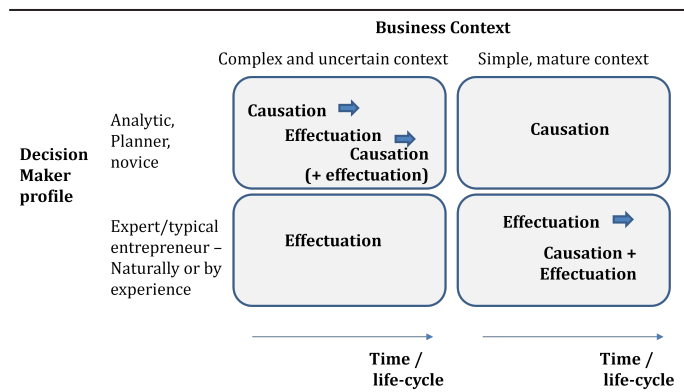 Business Context
Complex and uncertain context
Simple, mature context
Decision
Maker
profile
Analytic,
Planner,
novice
Causation
Effectuation
Causation
(+ effectuation)
Causation
Expert/typical
entrepreneur –
Naturally or by
experience
Effectuation
Effectuation
Causation +
Effectuation
Time /
life-cycle
Time /
life-cycle